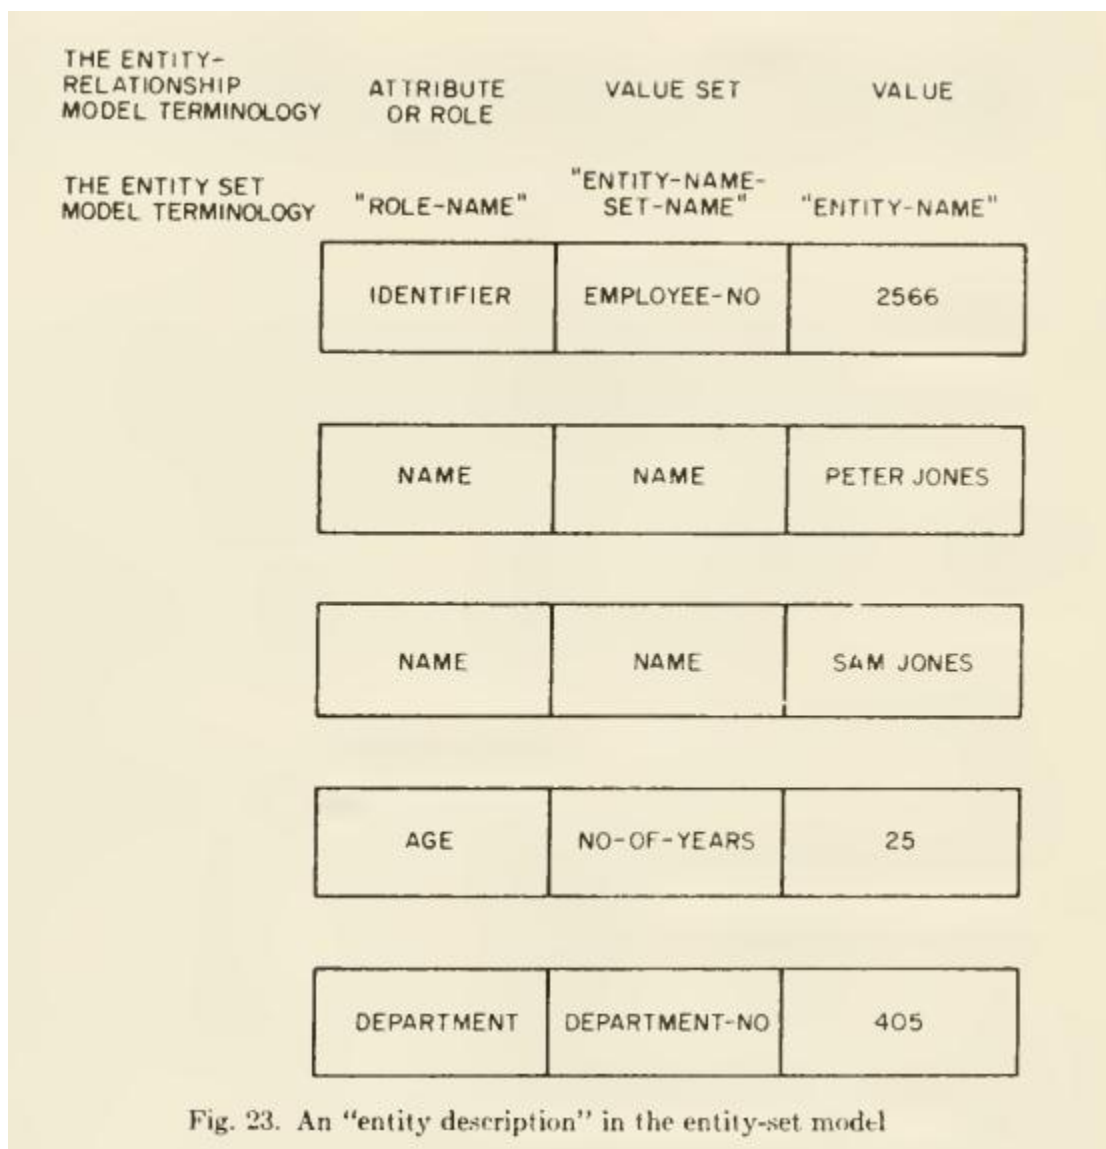 THE ENTITY-
RELATIONSHIP
MODEL TERMINOLOGY
ATTRIBUTE
OR ROLE
VALUE SET
VALUE
THE ENTITY SET
MODEL TERMINOLOGY
"ROLE-NAME"
"ENTITY-NAME-
SET-NAME"
"ENTITY-NAME"
IDENTIFIER EMPLOYEE-NO 2566
NAME NAME PETER JONES
NAME NAME SAM JONES
AGE NO-OF-YEARS 25
DEPARTMENT DEPARTMENT-NO 405
Fig. 23. An “entity description” in the entity-set model